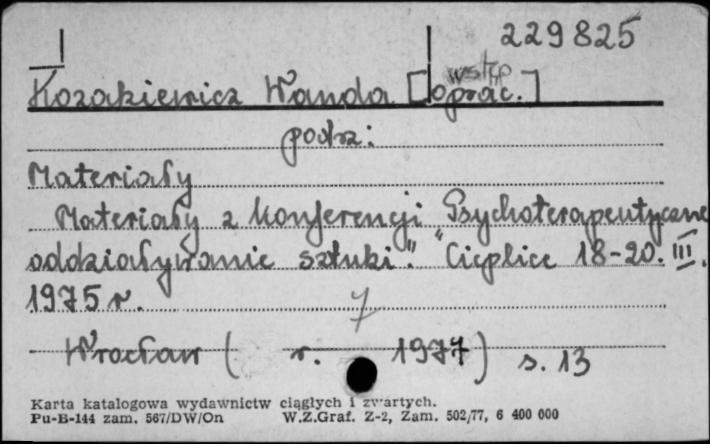 229825
Kozakiewicz Wanda [oprac.]
wstęp
podz:
Materiały
Materiały z konferencji "Psychoterapeutyczne
oddziaływanie sztuki". Cieplice 18-20. III.
1975 r.
7
Wrocław ( r. 1977) s. 13
Karta katalogowa wydawnictw ciągłych i zwartych.
Pu-B-144 zam. 567/DW/On W.Z.Graf. Z-2, Zam. 502/77, 6 400 000